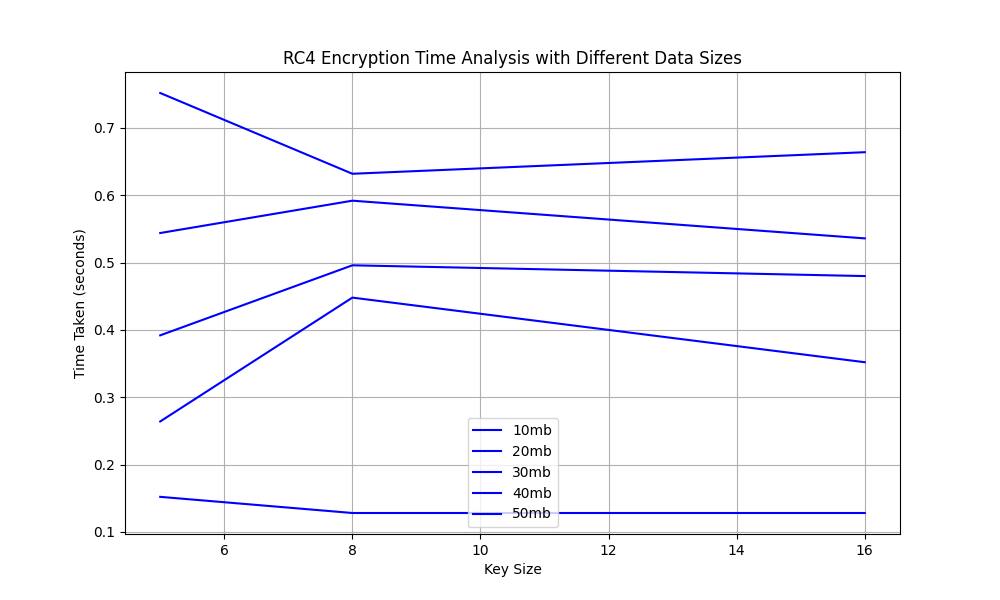 RC4 Encryption Time Analysis with Different Data Sizes
Time Taken (seconds)
0.7
0.6
0.5
0.4
0.3
0.2
0.1
10mb
20mb
30mb
40mb
50mb
6 8 10 12 14 16
Key Size